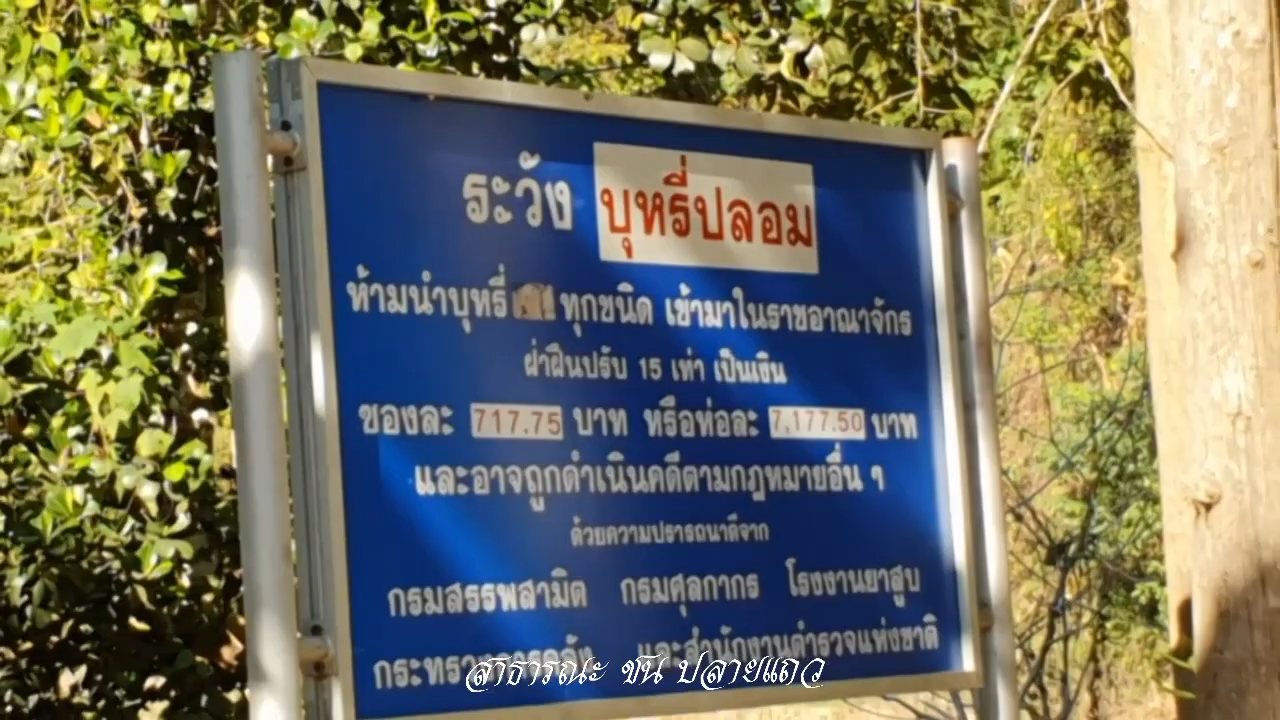 ระวัง บุหรี่ปลอม
ห้ามนำบุหรี่ ทุกชนิด เข้ามาในราชอาณาจักร
ฝ่าฝืนปรับ 15 เท่า เป็นเงิน
ซองละ 717.75 บาท หรือห่อละ 7,177.50 บาท
และอาจถูกดำเนินคดีตามกฎหมายอื่น ๆ
ด้วยความปรารถนาดีจาก
กรมสรรพสามิต กรมศุลกากร โรงงานยาสูบ
และสำนักงานตำรวจแห่งชาติ
สาธารณะ ชน ปลายแถว